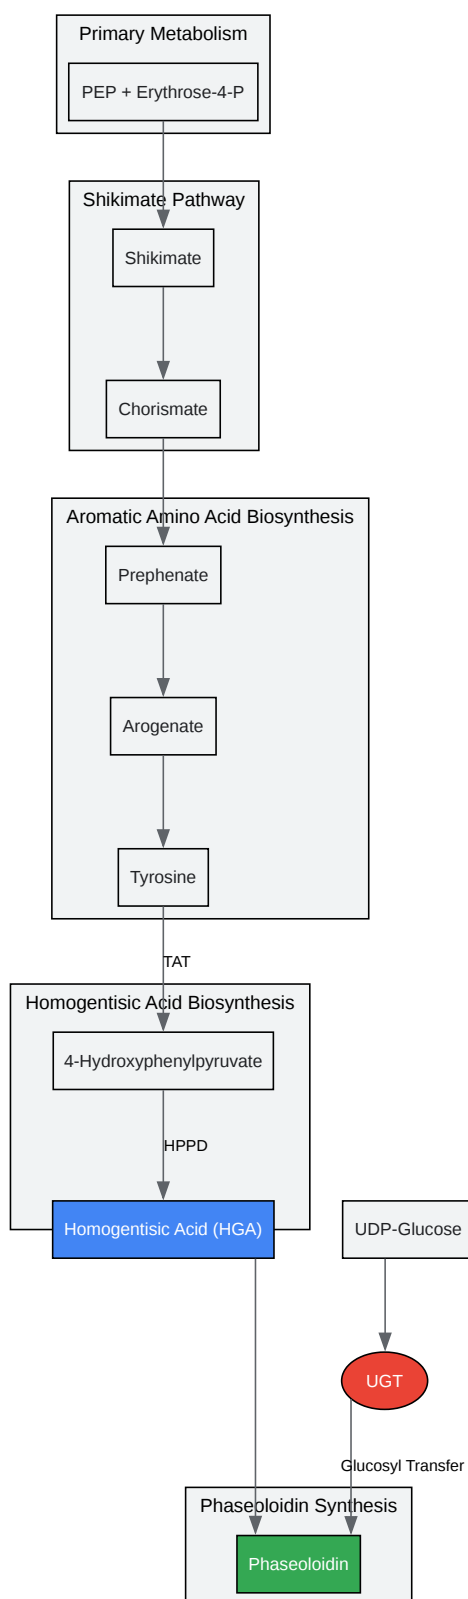 Primary Metabolism
PEP + Erythrose-4-P
Shikimate Pathway
Shikimate
Chorismate
Aromatic Amino Acid Biosynthesis
Prephenate
Arogenate
Tyrosine
TAT
Homogentisic Acid Biosynthesis
4-Hydroxyphenylpyruvate
HPPD
Homogentisic Acid (HGA)
UDP-Glucose
UGT
Glucosyl Transfer
Phaseoloidin Synthesis
Phaseoloidin